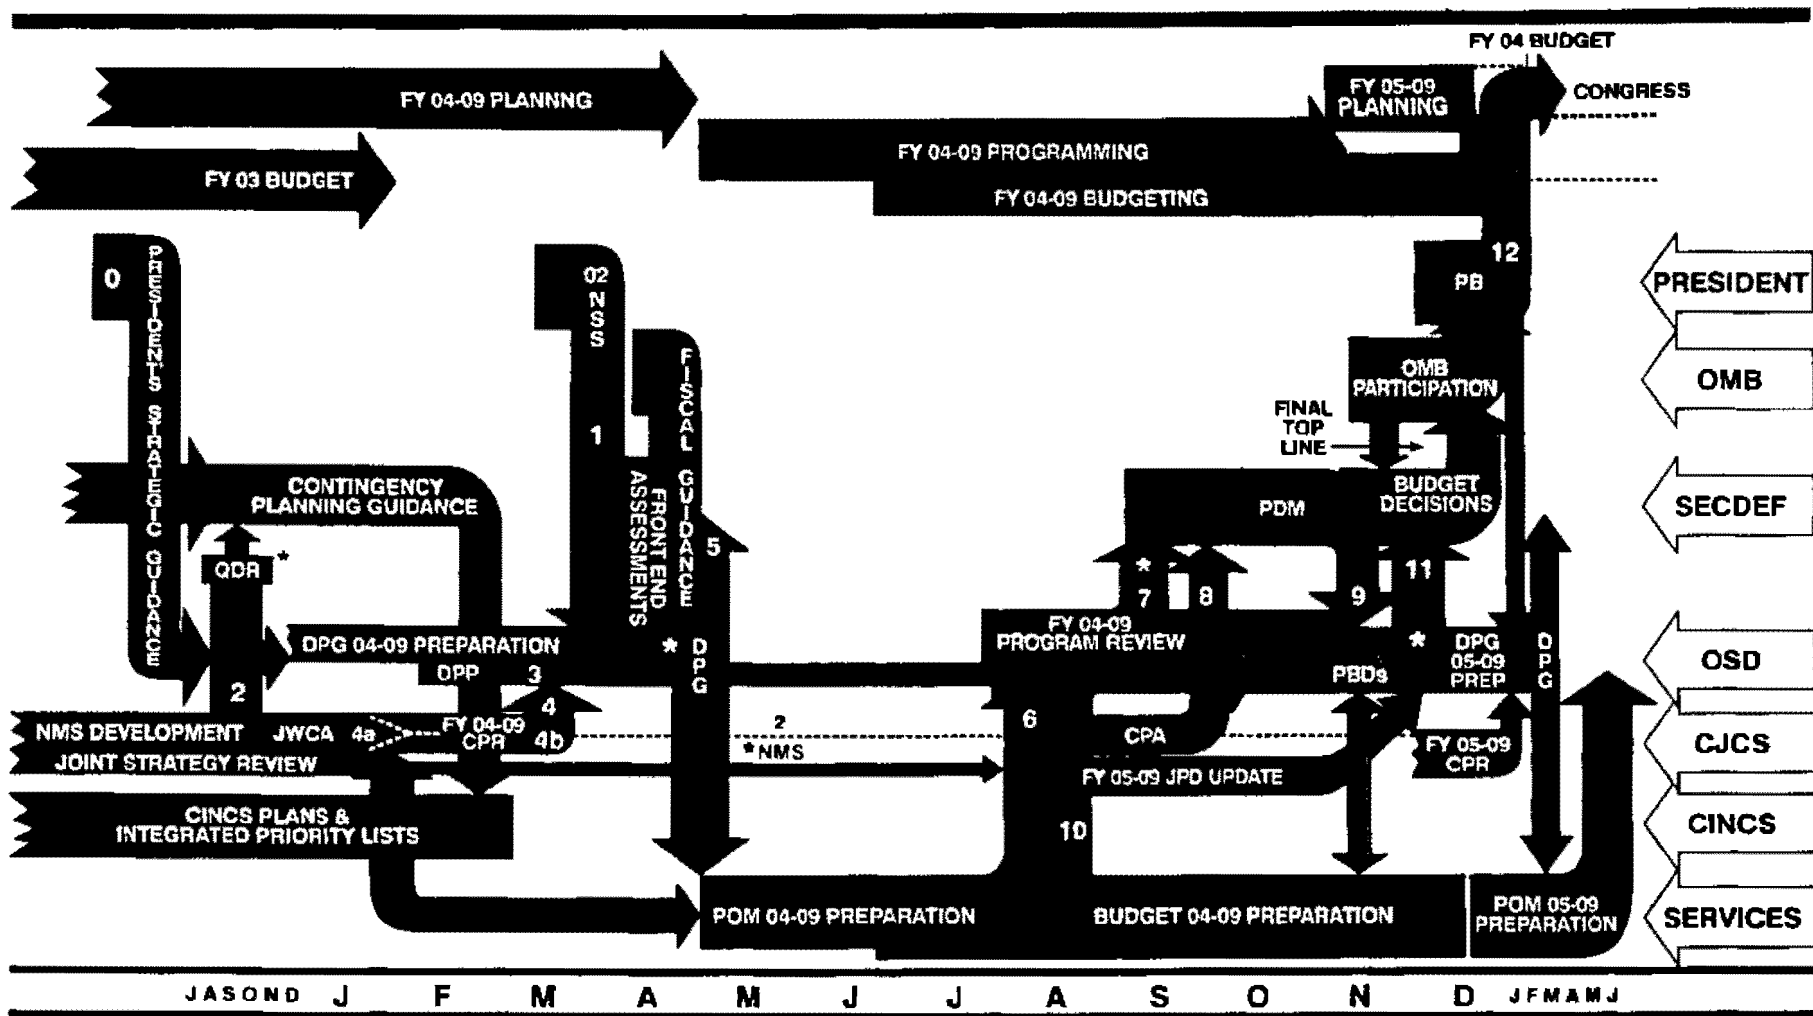 FY 04 BUDGET
FY 04-09 PLANNNG
FY 05-09
PLANNING
CONGRESS
FY 04-09 PROGRAMMING
FY 03 BUDGET
FY 04-09 BUDGETING
0
PRESIDENT'S STRATEGIC GUIDANCE
02
NSS
1
12
PB
PRESIDENT
FISCAL GUIDANCE
OMB
PARTICIPATION
OMB
FINAL
TOP
LINE
FRONT END
ASSESSMENTS
CONTINGENCY
PLANNING GUIDANCE
PDM
BUDGET
DECISIONS
SECDEF
QDR
*
5
*
7
8
9
11
DPG 04-09 PREPARATION
* DPG
FY 04-09
PROGRAM REVIEW
*
DPG
05-09
PREP
DPG
OSD
DPP
3
PBDs
2
4
NMS DEVELOPMENT
JWCA
4a
FY 04-09
CPR
4b
2
*NMS
6
CPA
FY 05-09
CPR
CJCS
JOINT STRATEGY REVIEW
FY 05-09 JPD UPDATE
CINCS PLANS &
INTEGRATED PRIORITY LISTS
10
CINCS
POM 04-09 PREPARATION
BUDGET 04-09 PREPARATION
POM 05-09
PREPARATION
SERVICES
J A S O N D J F M A M J J A S O N D J F M A M J